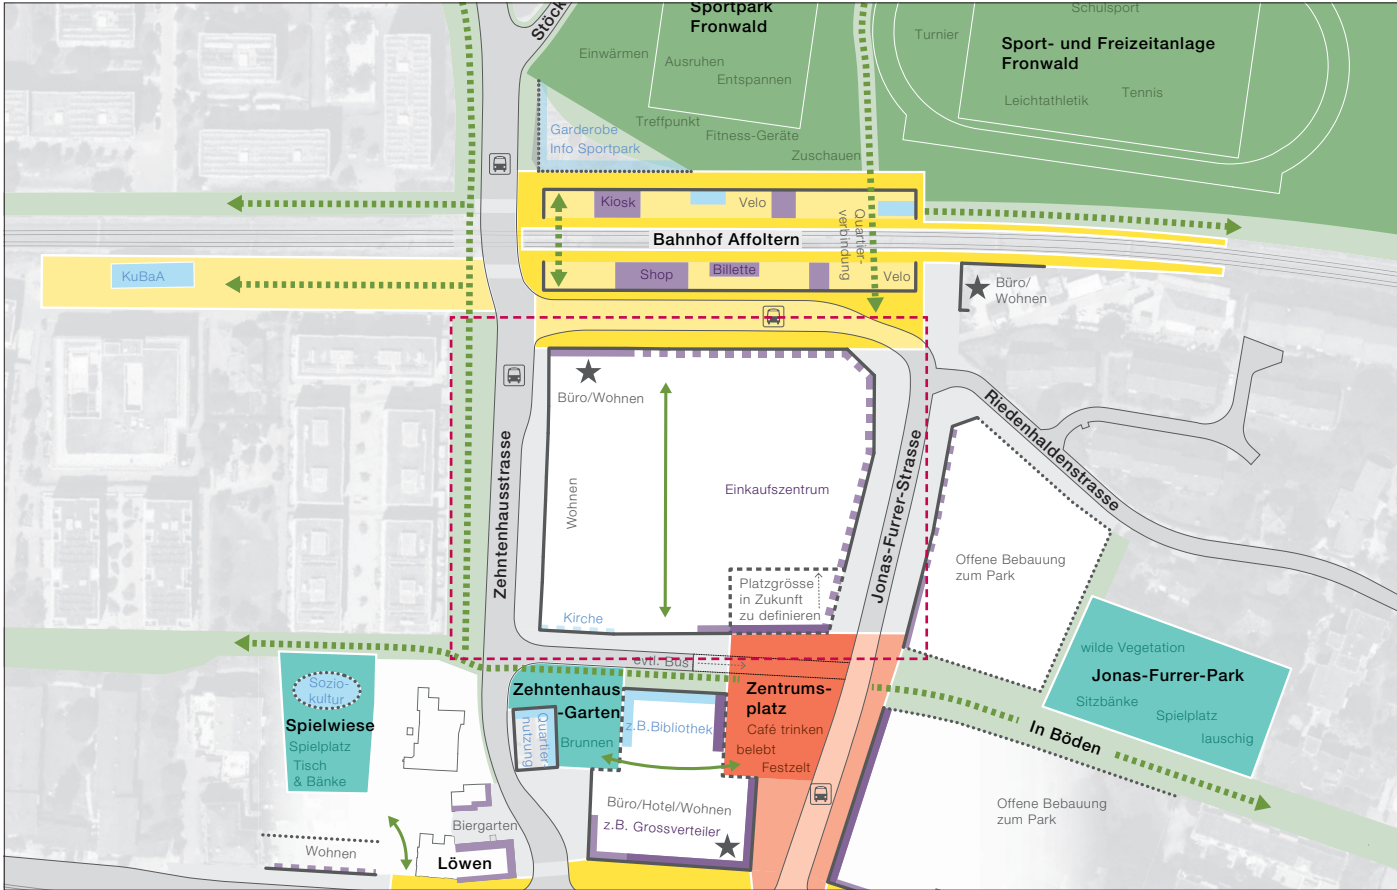 Stöck
Sportpark
Fronwald
Einwärmen
Ausruhen
Entspannen
Treffpunkt
Fitness-Geräte
Zuschauen
Schulsport
Turnier
Sport- und Freizeitanlage
Fronwald
Leichtathletik
Tennis
Garderobe
Info Sportpark
Kiosk
Velo
Quartier-
verbindung
Bahnhof Affoltern
KuBaA
Shop
Billette
Velo
Büro/
Wohnen
Büro/Wohnen
Wohnen
Einkaufszentrum
Zehntenhausstrasse
Jonas-Furrer-Strasse
Riedenhaldenstrasse
Platzgrösse
in Zukunft
zu definieren
Kirche
Offene Bebauung
zum Park
evtl. Bus
Sozio-
kultur
Spielwiese
Spielplatz
Tisch
& Bänke
Zehntenhaus
-Garten
Quartier-
nutzung
Brunnen
z.B.Bibliothek
Zentrums-
platz
Café trinken
belebt
Festzelt
wilde Vegetation
Jonas-Furrer-Park
Sitzbänke
Spielplatz
lauschig
In Böden
Büro/Hotel/Wohnen
z.B. Grossverteiler
Offene Bebauung
zum Park
Biergarten
Wohnen
Löwen